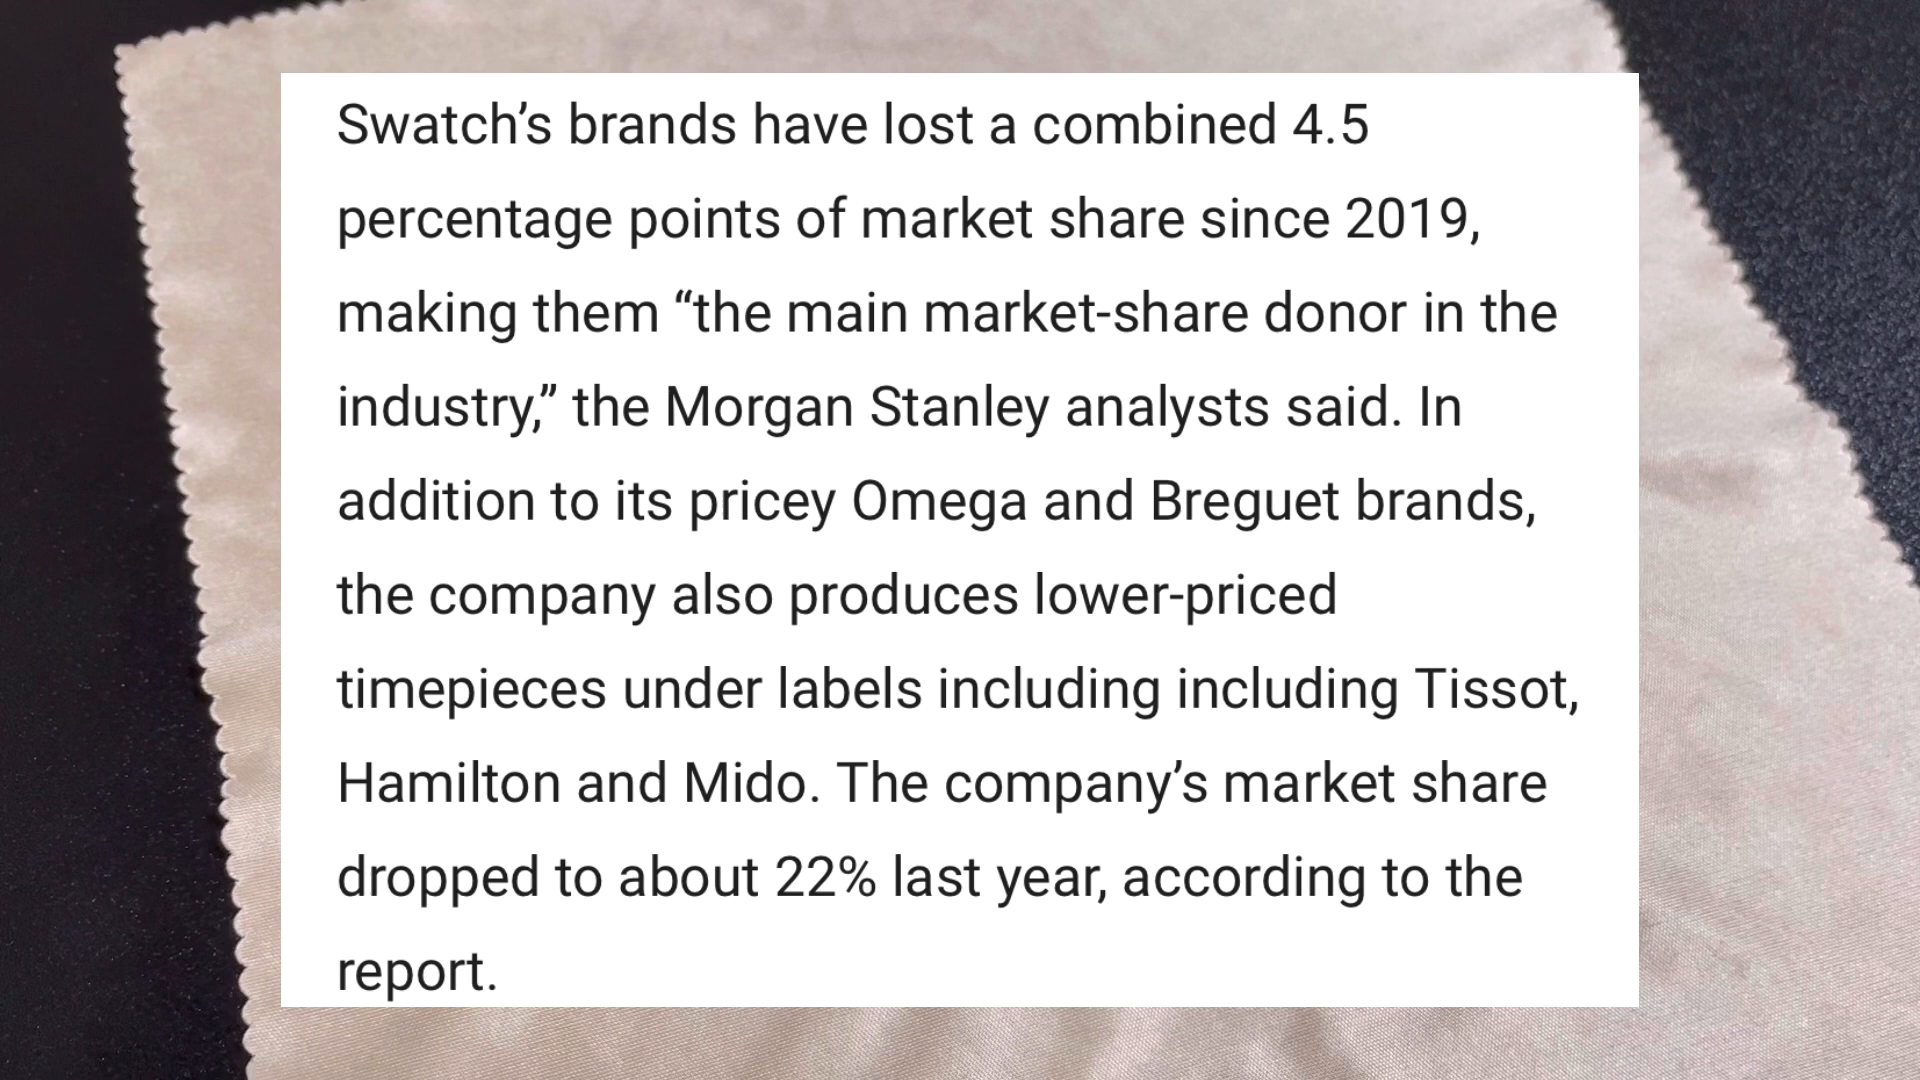 Swatch’s brands have lost a combined 4.5
percentage points of market share since 2019,
making them “the main market-share donor in the
industry,” the Morgan Stanley analysts said. In
addition to its pricey Omega and Breguet brands,
the company also produces lower-priced
timepieces under labels including including Tissot,
Hamilton and Mido. The company’s market share
dropped to about 22% last year, according to the
report.